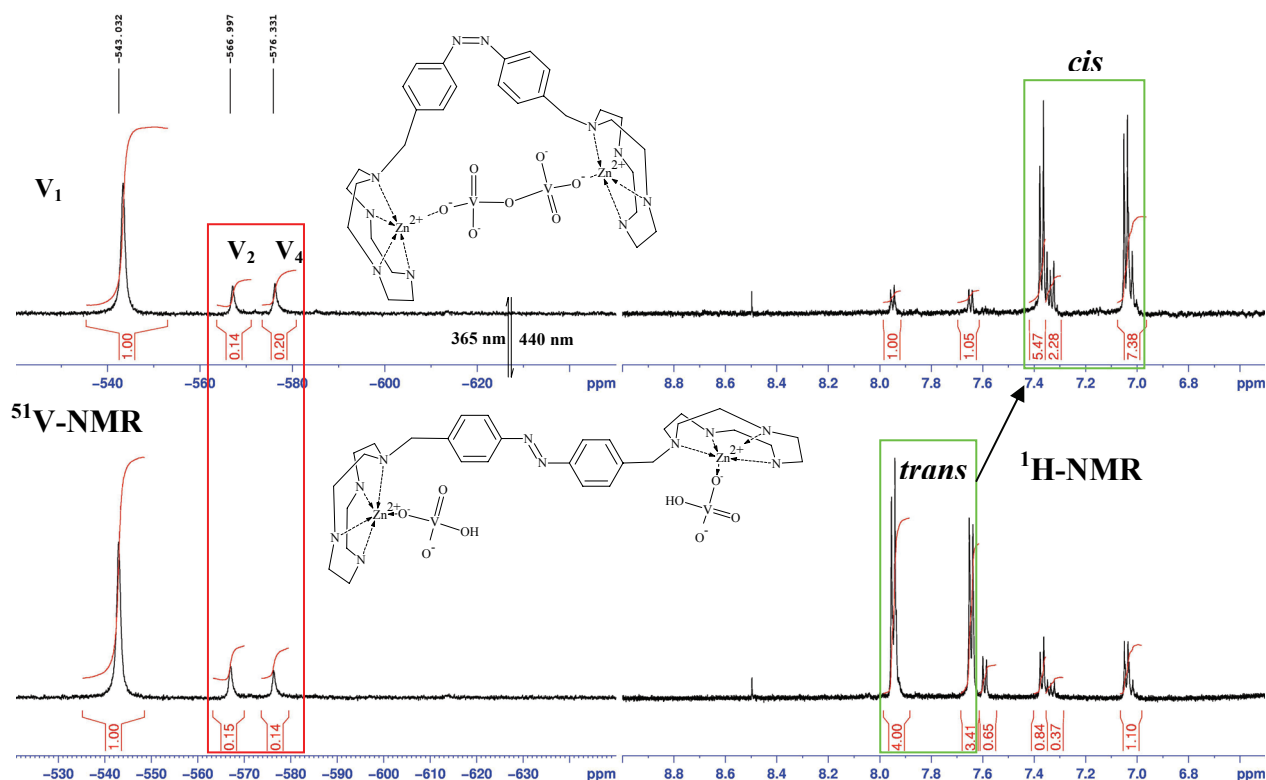 -543.032
-566.997
-576.331
V1
V2 V4
N=N
N
N
N
N
N
N
N
N
Zn2+
Zn2+
O-
O
V
O-
O
O-
V
O
O-
cis
1.00
0.14
0.20
365 nm 440 nm
1.00
1.05
5.47
2.28
7.38
-540 -560 -580 -600 -620 ppm
8.8 8.6 8.4 8.2 8.0 7.8 7.6 7.4 7.2 7.0 6.8 ppm
51V-NMR
trans
1H-NMR
N
N
N
N
N
N
N
N
N
N
Zn2+
Zn2+
O-
O
V
OH
O-
O-
HO
V
O
O-
1.00
0.15
0.14
4.00
3.41
0.65
0.84
0.37
1.10
-530 -540 -550 -560 -570 -580 -590 -600 -610 -620 -630 ppm
8.8 8.6 8.4 8.2 8.0 7.8 7.6 7.4 7.2 7.0 6.8 ppm